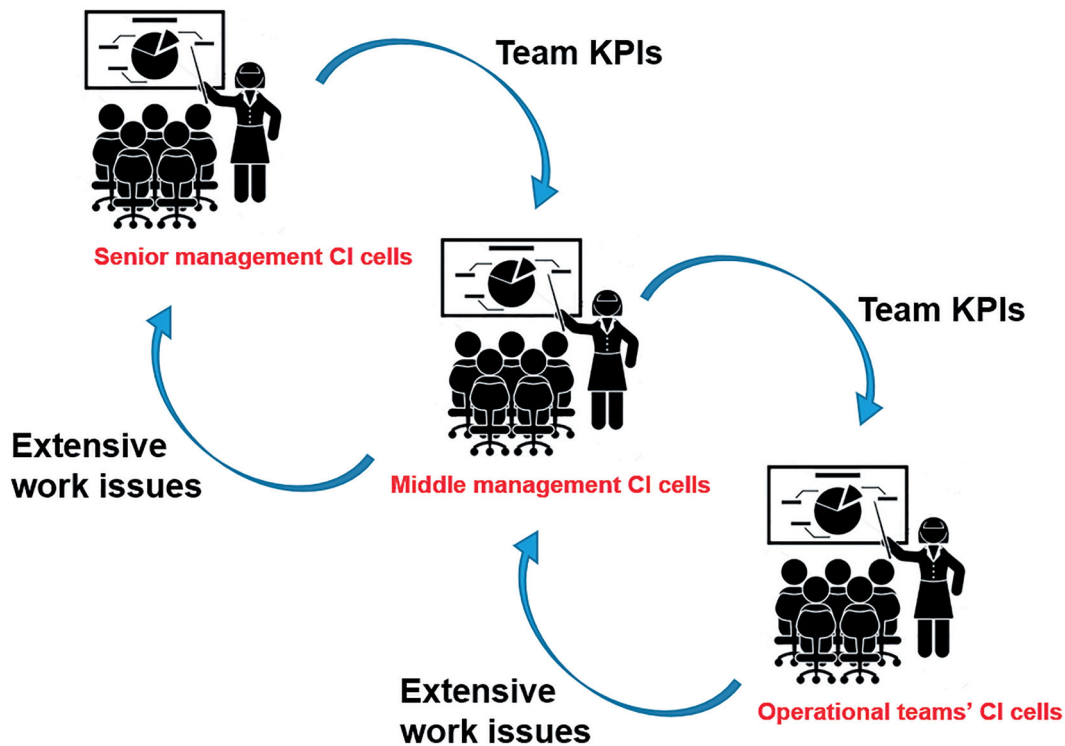 Team KPIs
Senior management CI cells
Team KPIs
Extensive
work issues
Middle management CI cells
Extensive
work issues
Operational teams’ CI cells